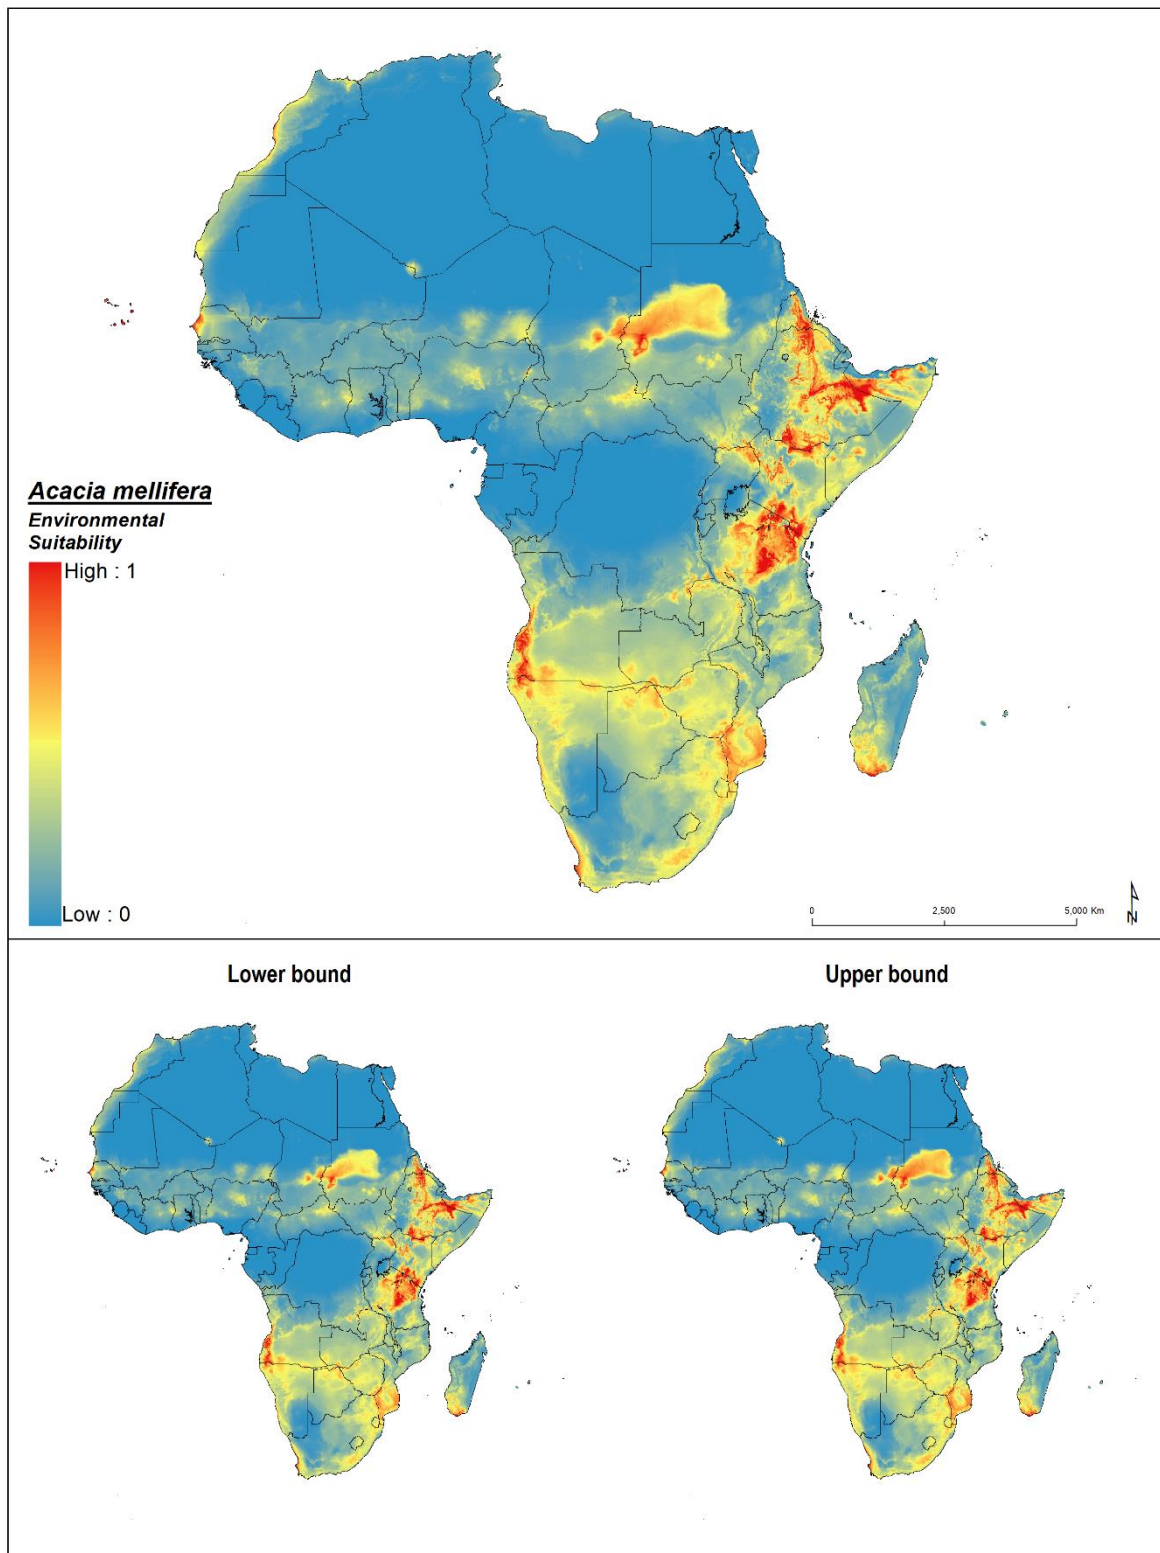 Acacia mellifera
Environmental
Suitability
High : 1
Low : 0
0 2,500 5,000 Km
N
Lower bound
Upper bound